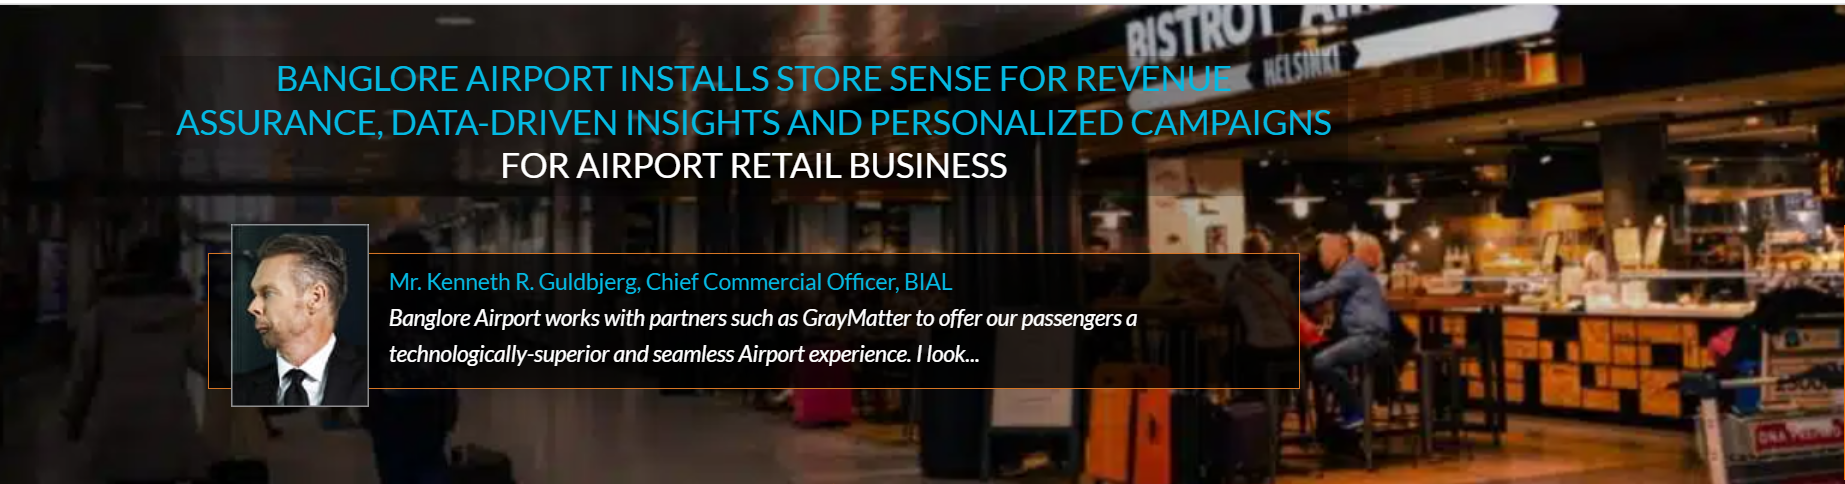 BISTROT
HELSINKI
BANGLORE AIRPORT INSTALLS STORE SENSE FOR REVENUE
ASSURANCE, DATA-DRIVEN INSIGHTS AND PERSONALIZED CAMPAIGNS
FOR AIRPORT RETAIL BUSINESS
Mr. Kenneth R. Guldbjerg, Chief Commercial Officer, BIAL
Banglore Airport works with partners such as GrayMatter to offer our passengers a
technologically-superior and seamless Airport experience. I look...